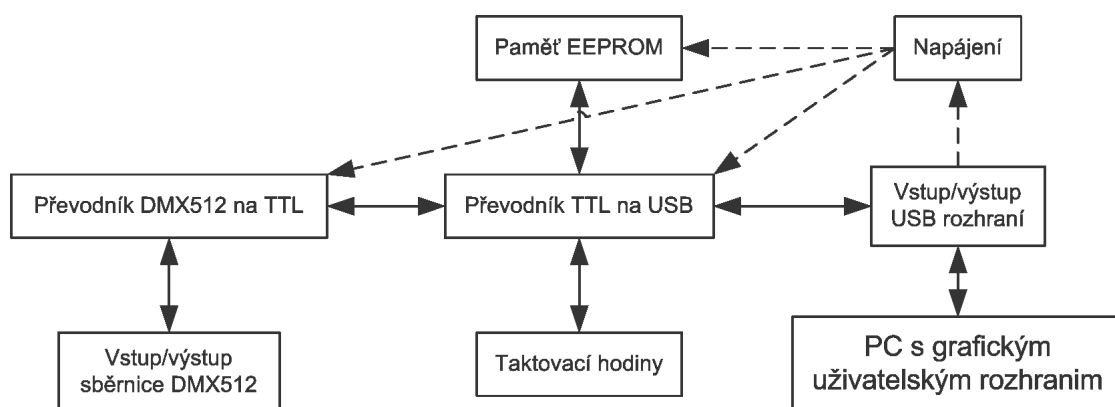 Paměť EEPROM
Napájení
Převodník DMX512 na TTL
Převodník TTL na USB
Vstup/výstup
USB rozhraní
Vstup/výstup
sběrnice DMX512
Taktovací hodiny
PC s grafickým
uživatelským rozhranim